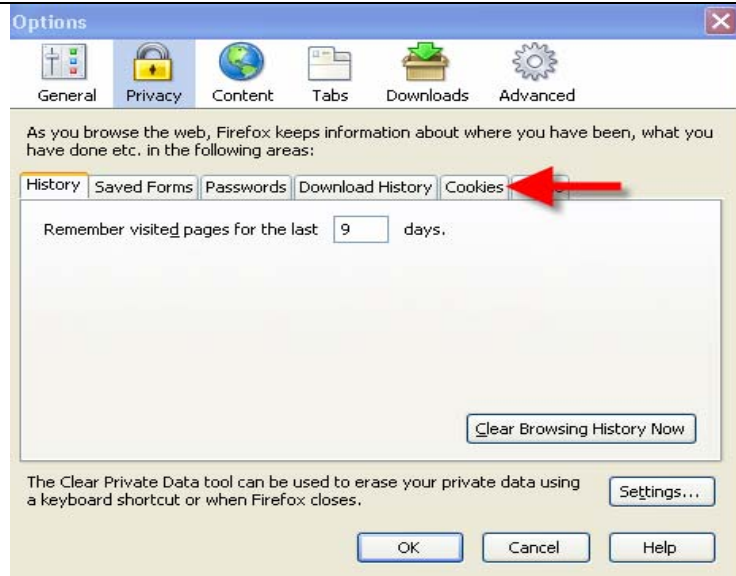 Options
General Privacy Content Tabs Downloads Advanced
As you browse the web, Firefox keeps information about where you have been, what you
have done etc. in the following areas:
History Saved Forms Passwords Download History Cookies
Remember visited pages for the last 9 days.
Clear Browsing History Now
The Clear Private Data tool can be used to erase your private data using
a keyboard shortcut or when Firefox closes.
Settings...
OK Cancel Help